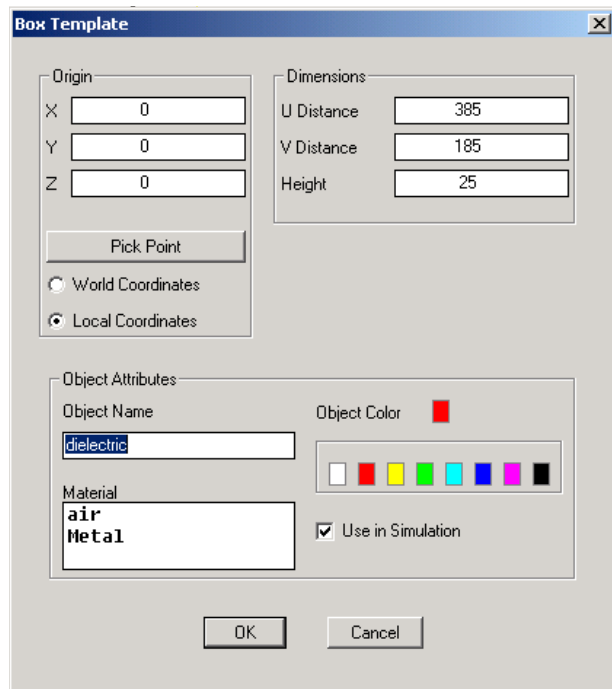 Box Template
Origin
X 0
Y 0
Z 0
Pick Point
World Coordinates
Local Coordinates
Dimensions
U Distance 385
V Distance 185
Height 25
Object Attributes
Object Name
dielectric
Material
air
Metal
Object Color
Use in Simulation
OK Cancel